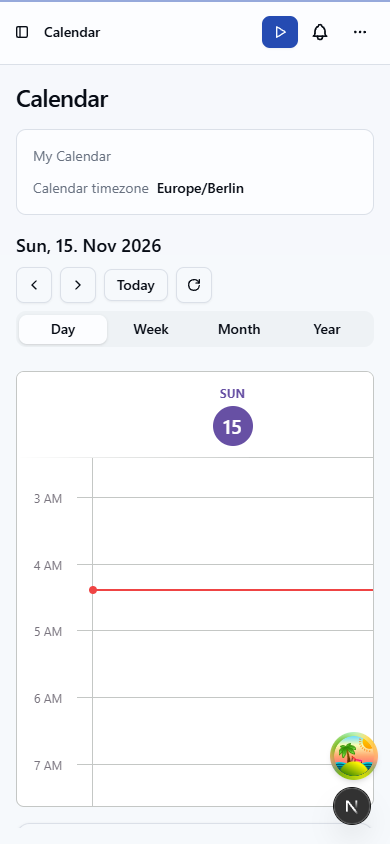 Calendar
Calendar
My Calendar
Calendar timezone Europe/Berlin
Sun, 15. Nov 2026
Today
Day Week Month Year
SUN
15
3 AM
4 AM
5 AM
6 AM
7 AM
N